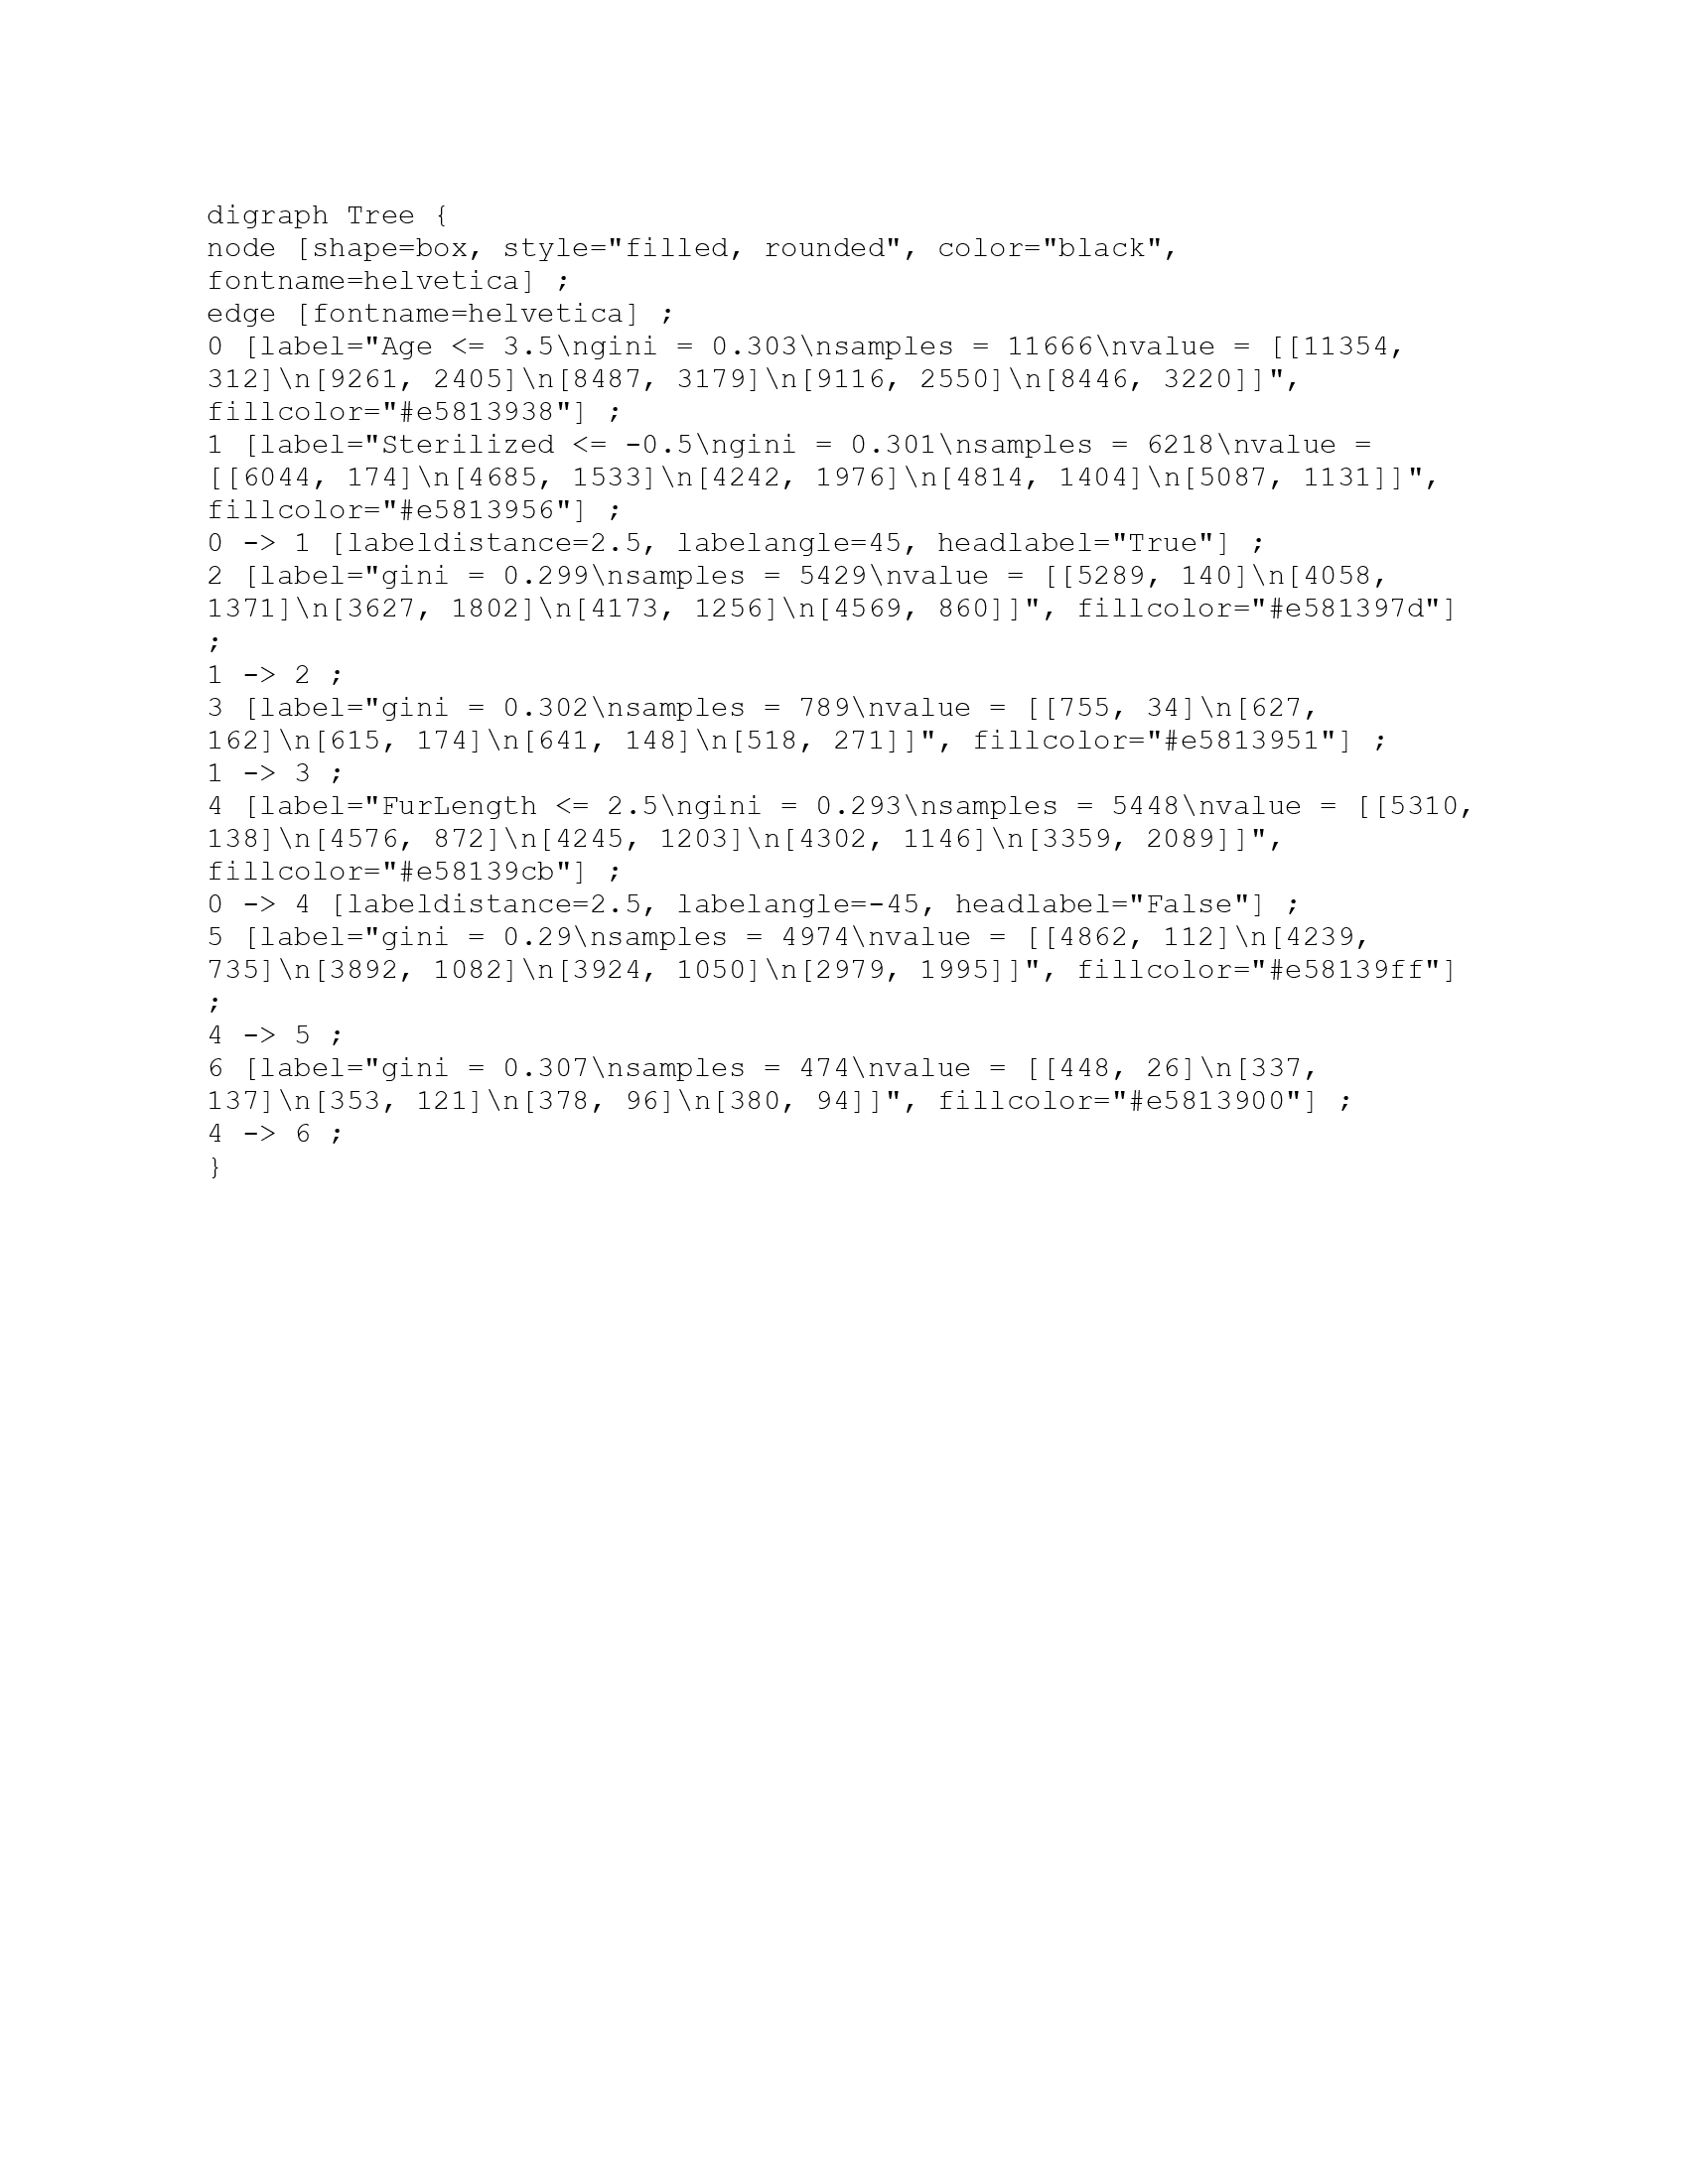 digraph Tree {
node [shape=box, style="filled, rounded", color="black",
fontname=helvetica] ;
edge [fontname=helvetica] ;
0 [label="Age <= 3.5\ngini = 0.303\nsamples = 11666\nvalue = [[11354,
312]\n[9261, 2405]\n[8487, 3179]\n[9116, 2550]\n[8446, 3220]]",
fillcolor="#e5813938"] ;
1 [label="Sterilized <= -0.5\ngini = 0.301\nsamples = 6218\nvalue =
[[6044, 174]\n[4685, 1533]\n[4242, 1976]\n[4814, 1404]\n[5087, 1131]]",
fillcolor="#e5813956"] ;
0 -> 1 [labeldistance=2.5, labelangle=45, headlabel="True"] ;
2 [label="gini = 0.299\nsamples = 5429\nvalue = [[5289, 140]\n[4058,
1371]\n[3627, 1802]\n[4173, 1256]\n[4569, 860]]", fillcolor="#e581397d"]
;
1 -> 2 ;
3 [label="gini = 0.302\nsamples = 789\nvalue = [[755, 34]\n[627,
162]\n[615, 174]\n[641, 148]\n[518, 271]]", fillcolor="#e5813951"] ;
1 -> 3 ;
4 [label="FurLength <= 2.5\ngini = 0.293\nsamples = 5448\nvalue = [[5310,
138]\n[4576, 872]\n[4245, 1203]\n[4302, 1146]\n[3359, 2089]]",
fillcolor="#e58139cb"] ;
0 -> 4 [labeldistance=2.5, labelangle=-45, headlabel="False"] ;
5 [label="gini = 0.29\nsamples = 4974\nvalue = [[4862, 112]\n[4239,
735]\n[3892, 1082]\n[3924, 1050]\n[2979, 1995]]", fillcolor="#e58139ff"]
;
4 -> 5 ;
6 [label="gini = 0.307\nsamples = 474\nvalue = [[448, 26]\n[337,
137]\n[353, 121]\n[378, 96]\n[380, 94]]", fillcolor="#e5813900"] ;
4 -> 6 ;
}